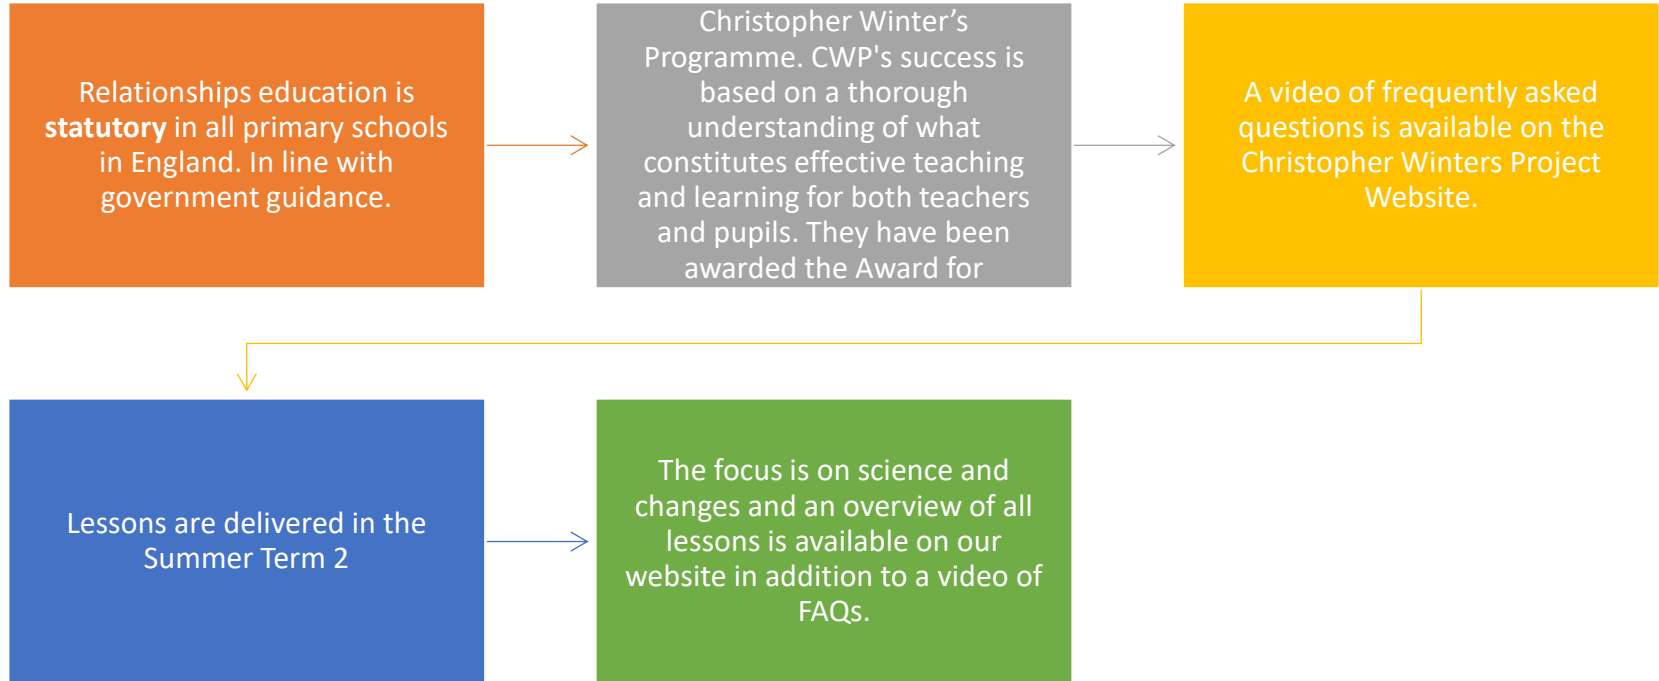 Relationships education is
statutory in all primary schools
in England. In line with
government guidance.
Christopher Winter’s
Programme. CWP's success is
based on a thorough
understanding of what
constitutes effective teaching
and learning for both teachers
and pupils. They have been
awarded the Award for
A video of frequently asked
questions is available on the
Christopher Winters Project
Website.
Lessons are delivered in the
Summer Term 2
The focus is on science and
changes and an overview of all
lessons is available on our
website in addition to a video of
FAQs.